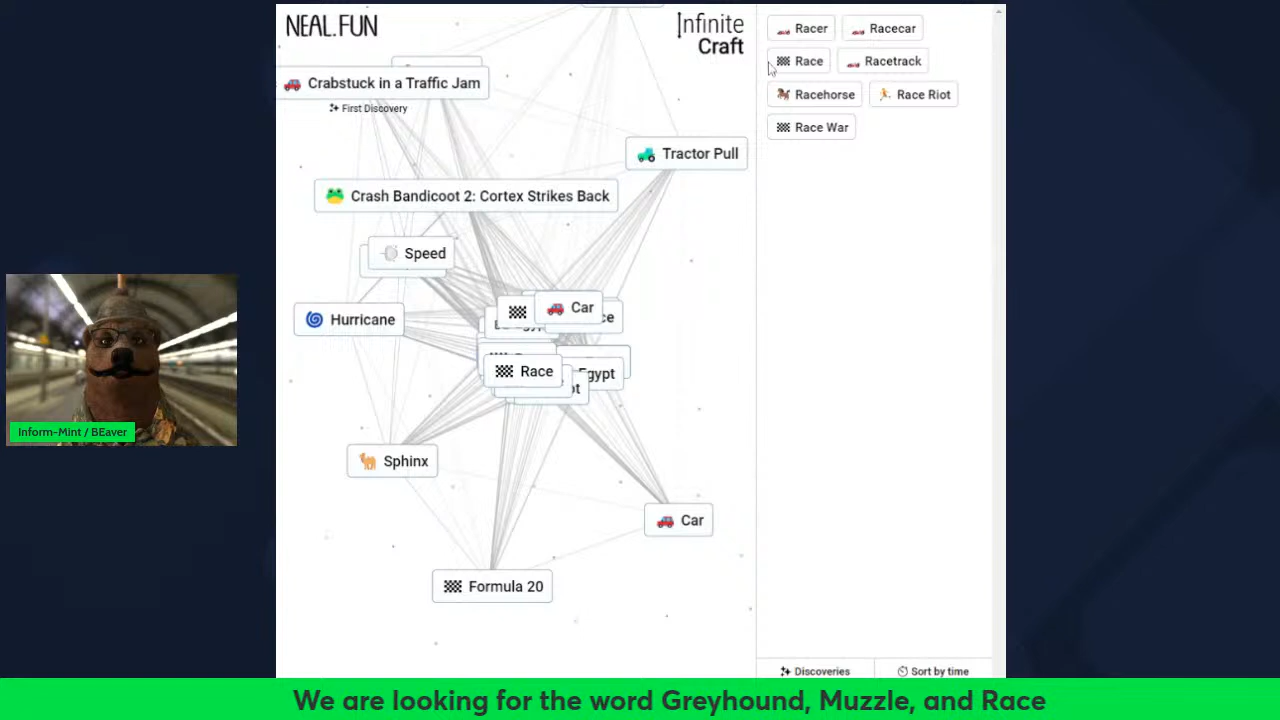 NEAL.FUN
Infinite
Craft
Crabstuck in a Traffic Jam
First Discovery
Tractor Pull
Crash Bandicoot 2: Cortex Strikes Back
Speed
Hurricane
Car
Race
Egypt
Sphinx
Car
Formula 20
Racer
Racecar
Race
Racetrack
Racehorse
Race Riot
Race War
Discoveries
Sort by time
Inform-Mint / BEaver
We are looking for the word Greyhound, Muzzle, and Race